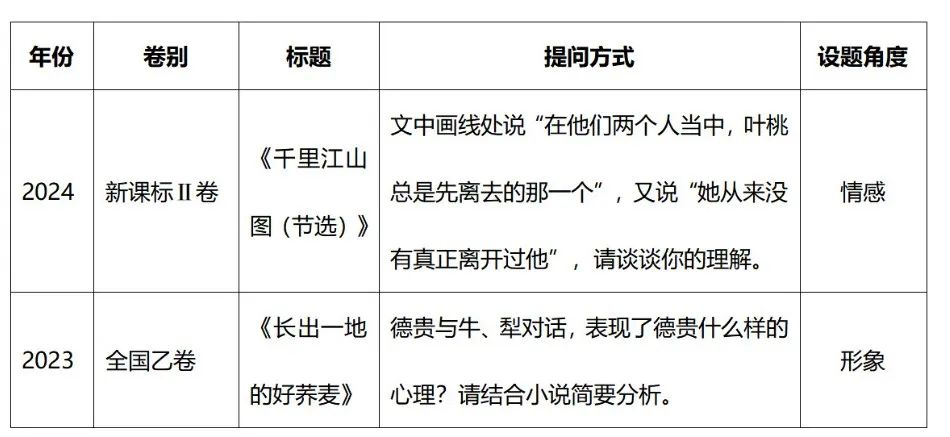 年份 卷别 标题 提问方式 设题角度
2024 新课标Ⅱ卷 《千里江山图（节选）》 文中画线处说“在他们两个人当中，叶桃总是先离去的那一个”，又说“她从来没有真正离开过他”，请谈谈你的理解。 情感
2023 全国乙卷 《长出一地的好荞麦》 德贵与牛、犁对话，表现了德贵什么样的心理？请结合小说简要分析。 形象